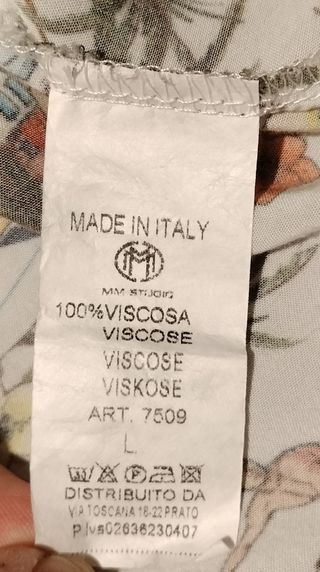 MADE IN ITALY
MM STUDIO
100%VISCOSA
VISCOSE
VISCOSE
VISKOSE
ART. 7509
L
DISTRIBUITO DA
VIA TOSCANA 18-22 PRATO
p.iva02636230407